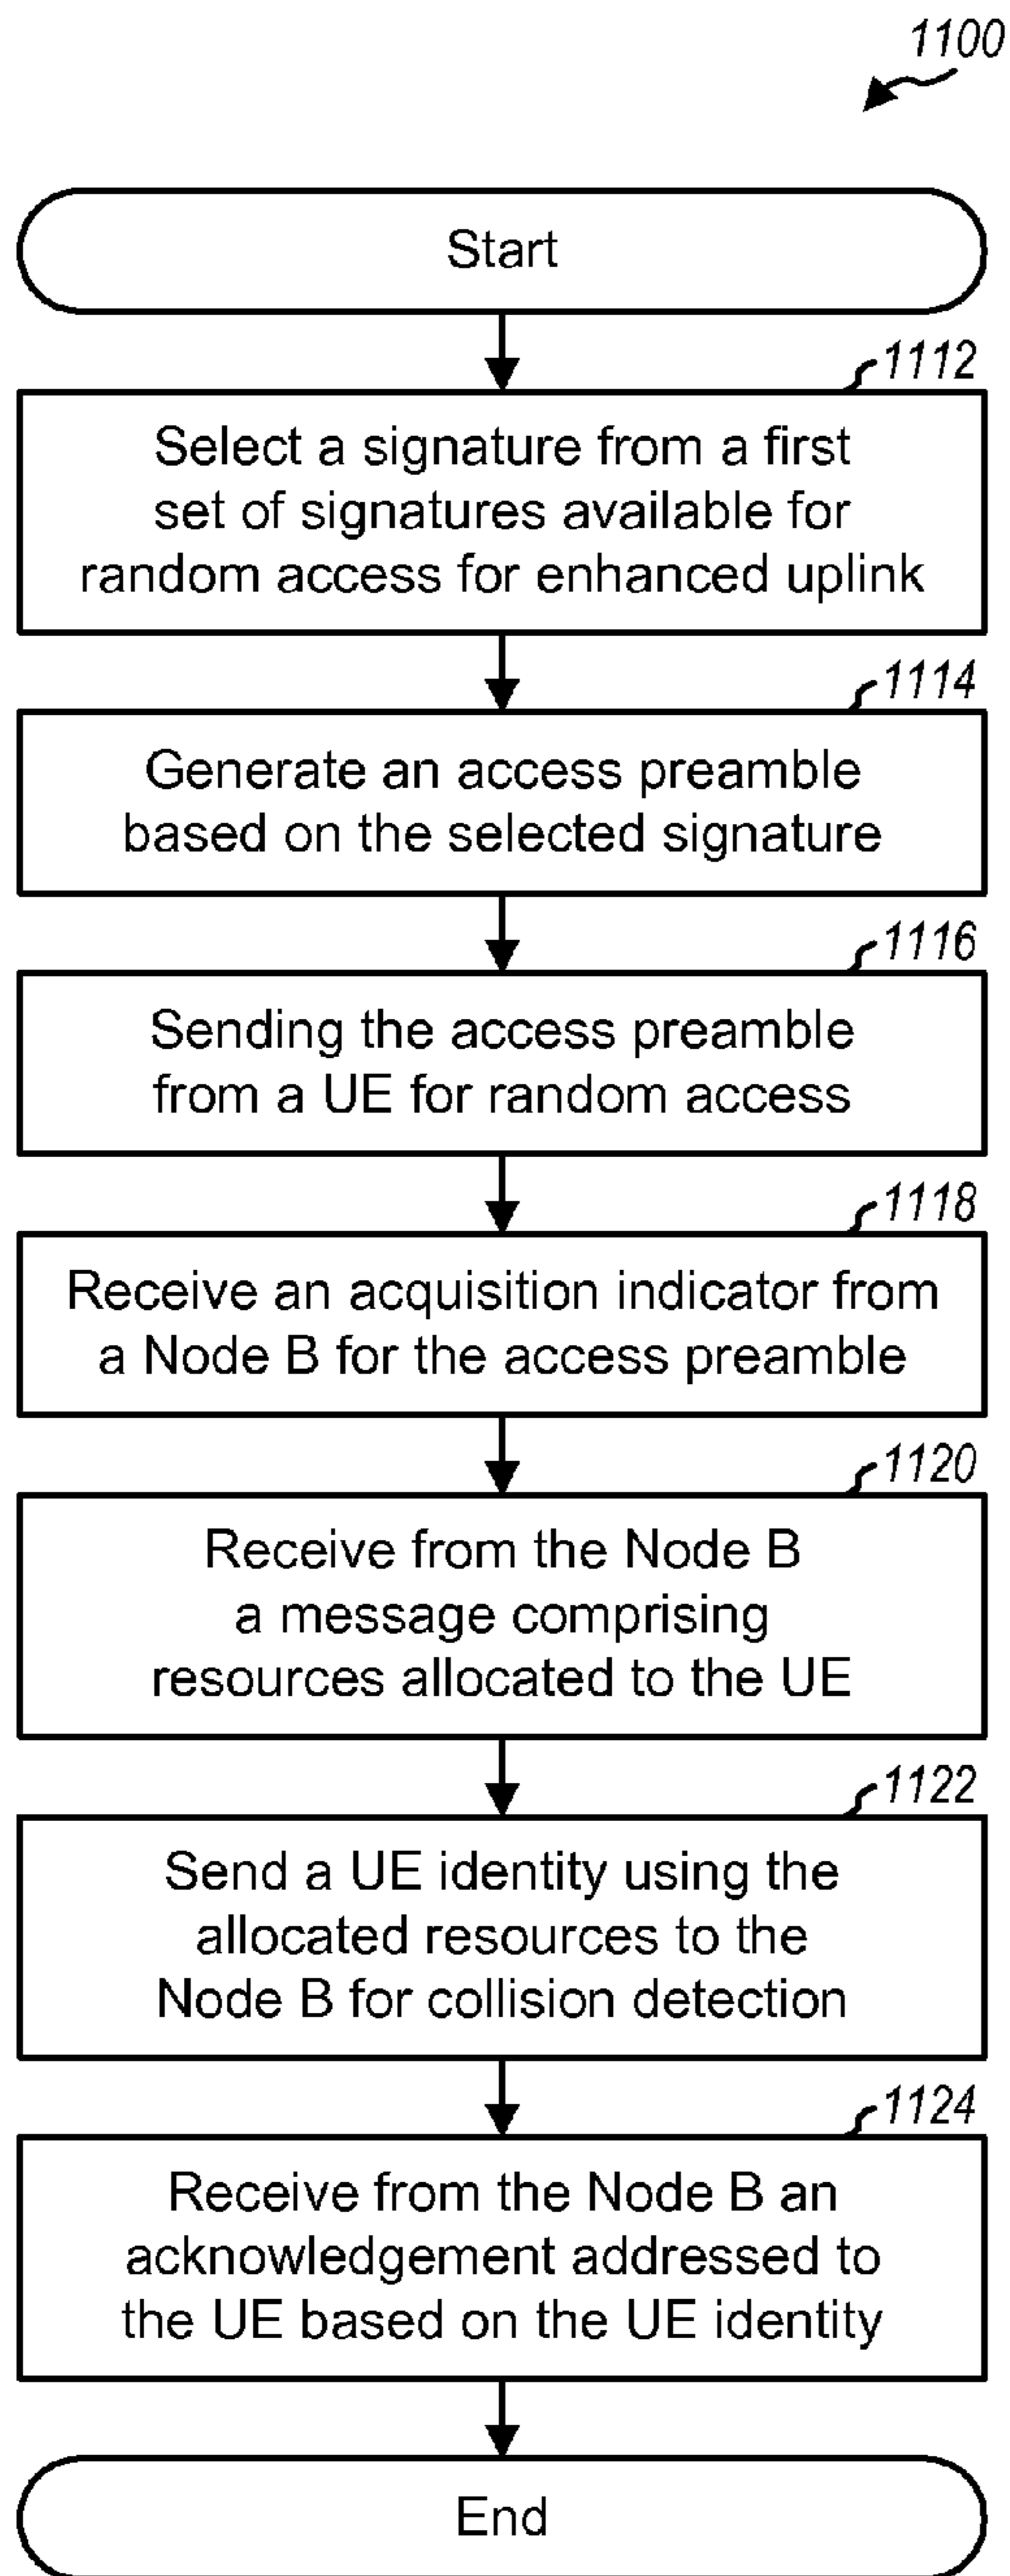 1100
Start
1112
Select a signature from a first
set of signatures available for
random access for enhanced uplink
1114
Generate an access preamble
based on the selected signature
1116
Sending the access preamble
from a UE for random access
1118
Receive an acquisition indicator from
a Node B for the access preamble
1120
Receive from the Node B
a message comprising
resources allocated to the UE
1122
Send a UE identity using the
allocated resources to the
Node B for collision detection
1124
Receive from the Node B an
acknowledgement addressed to
the UE based on the UE identity
End